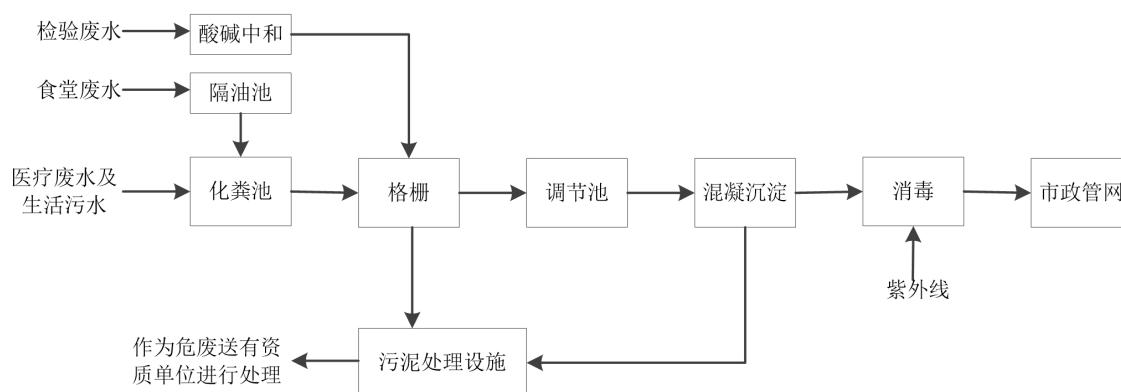 检验废水
酸碱中和
食堂废水
隔油池
医疗废水及
生活污水
化粪池
格栅
调节池
混凝沉淀
消毒
市政管网
紫外线
作为危废送有资
质单位进行处理
污泥处理设施